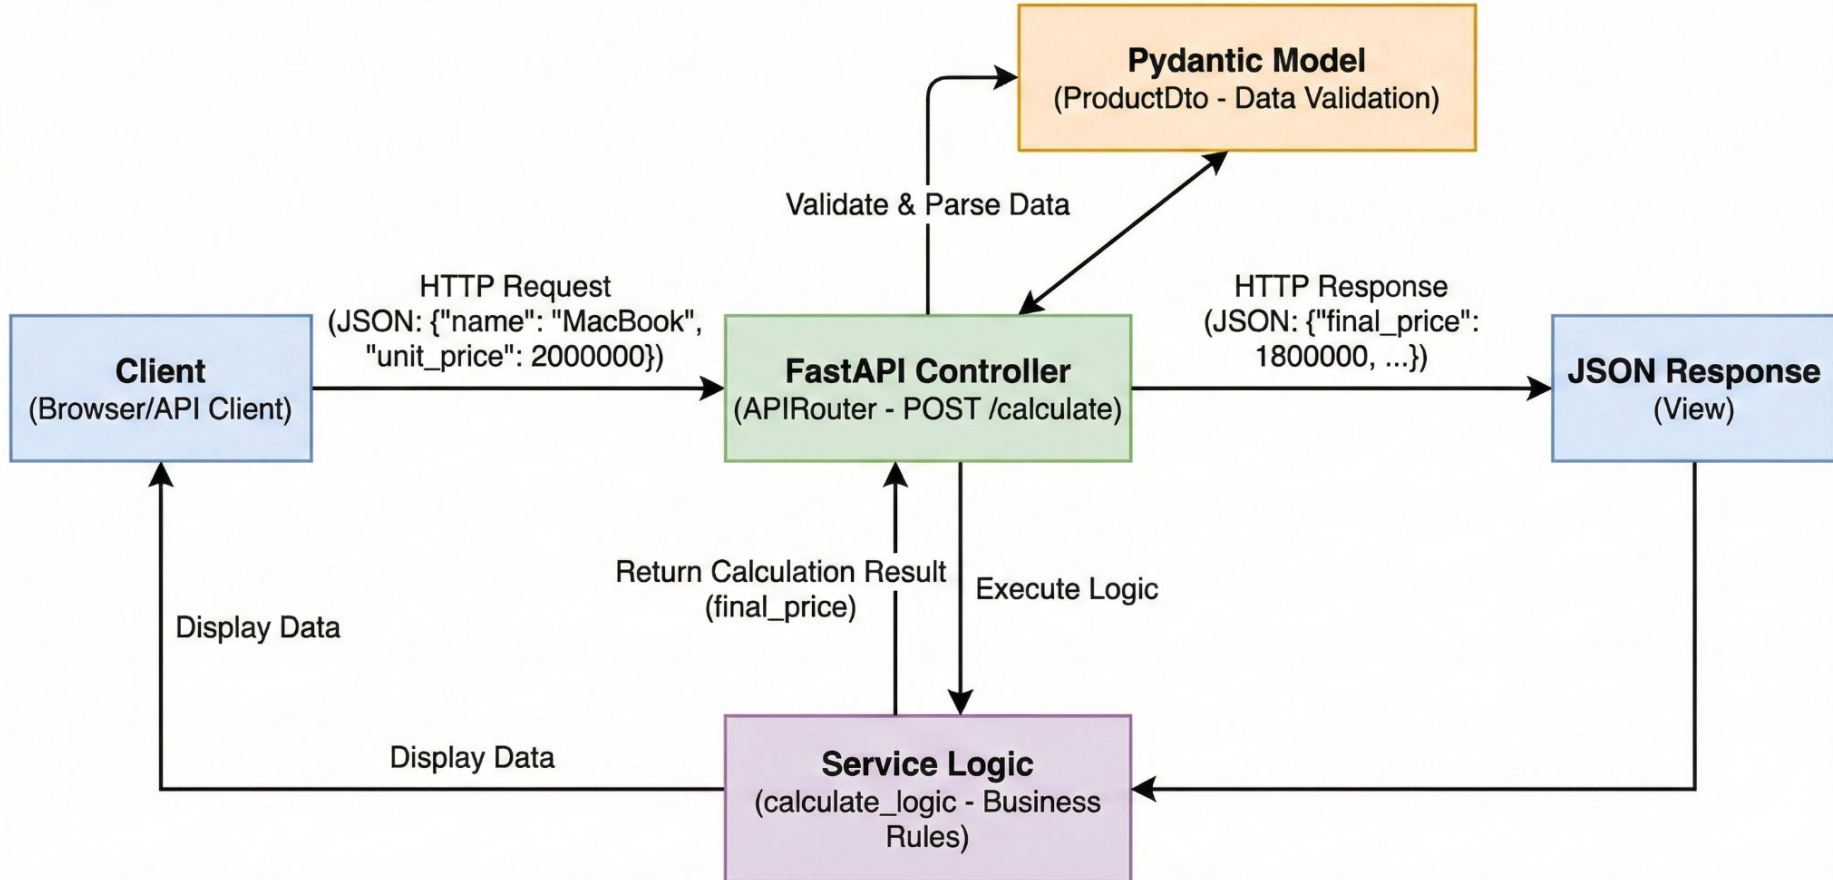 Pydantic Model
(ProductDto - Data Validation)
Validate & Parse Data
HTTP Request
(JSON: {"name": "MacBook",
"unit_price": 2000000})
HTTP Response
(JSON: {"final_price":
1800000, ...})
Client
(Browser/API Client)
FastAPI Controller
(APIRouter - POST /calculate)
JSON Response
(View)
Return Calculation Result
(final_price)
Execute Logic
Display Data
Display Data
Service Logic
(calculate_logic - Business
Rules)